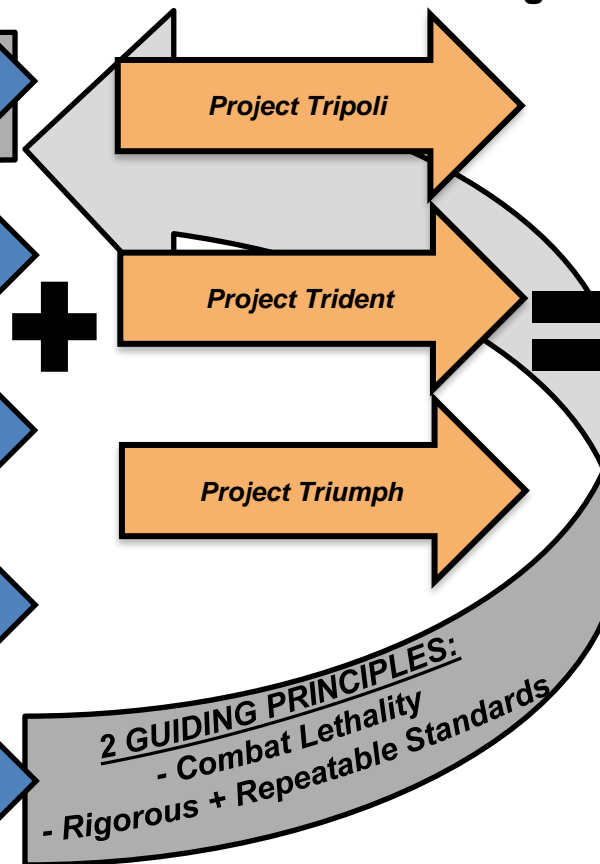 Project Tripoli
Project Trident
Project Triumph
2 GUIDING PRINCIPLES:
- Combat Lethality
- Rigorous + Repeatable Standards